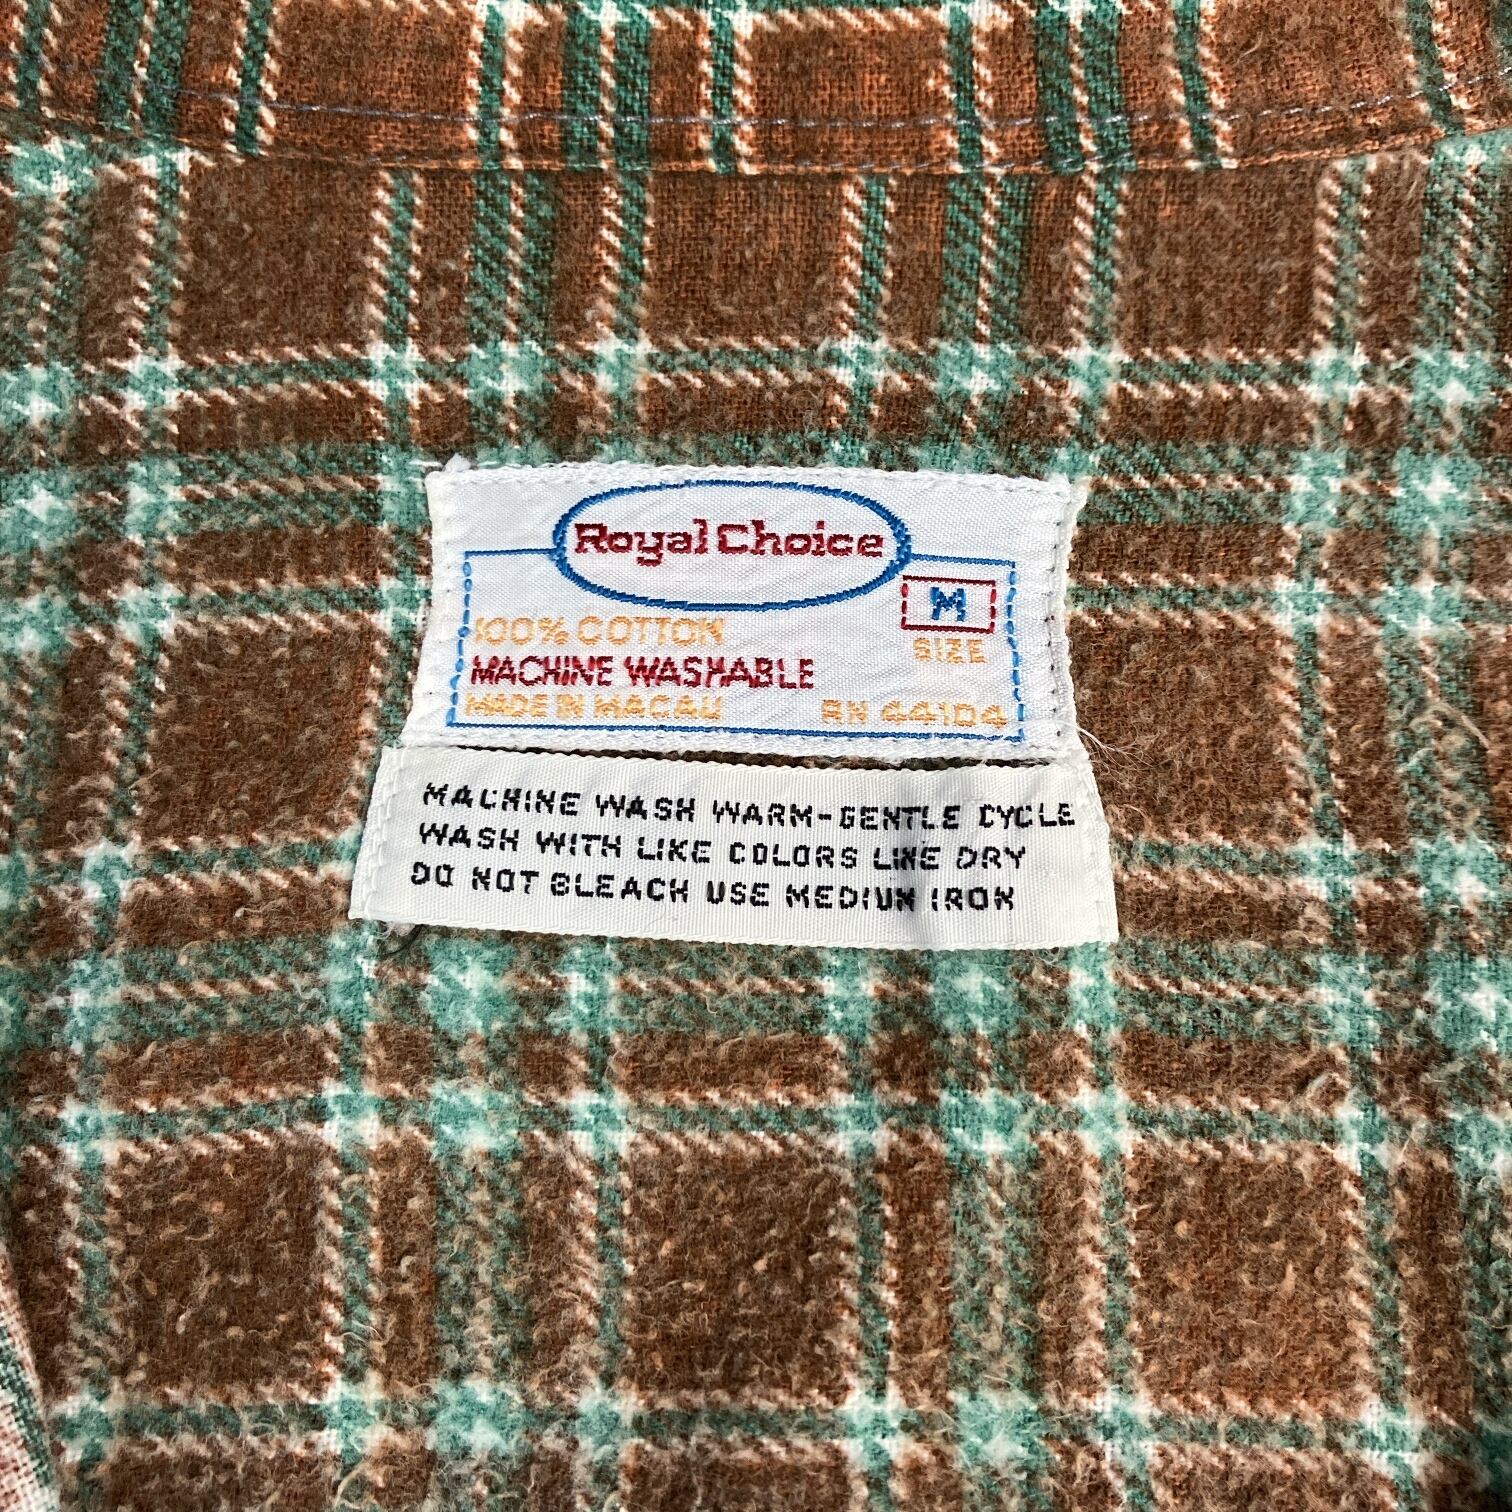 Royal Choice
M
SIZE
100% COTTON
MACHINE WASHABLE
MADE IN MACAU RN 44104
MACHINE WASH WARM-GENTLE CYCLE
WASH WITH LIKE COLORS LINE DRY
DO NOT BLEACH USE MEDIUM IRON